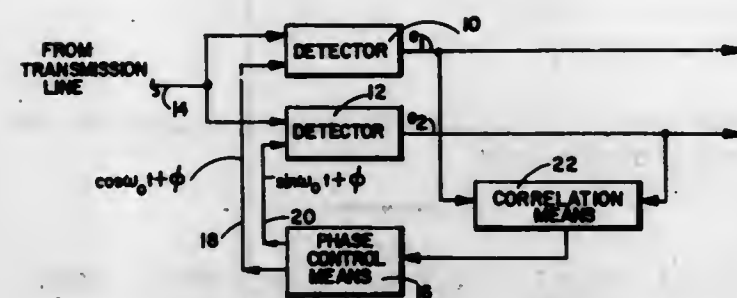 10
FROM
TRANSMISSION
LINE
14
DETECTOR
e1
12
DETECTOR
e2
cosω₀t+ϕ
sinω₀t+ϕ
22
CORRELATION
MEANS
18
20
PHASE
CONTROL
MEANS
16